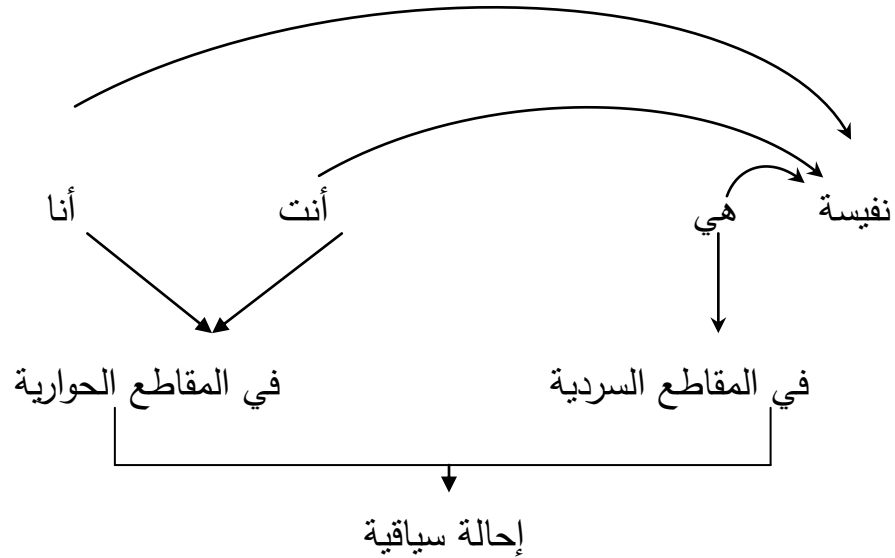 نفيسة هي أنت أنا
في المقاطع السردية في المقاطع الحوارية
إحالة سياقية